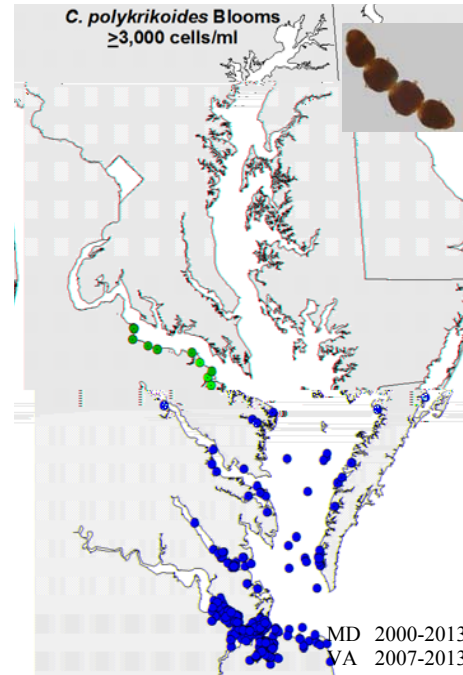 C. polykrikoides Blooms
≥3,000 cells/ml
MD 2000-2013
VA 2007-2013